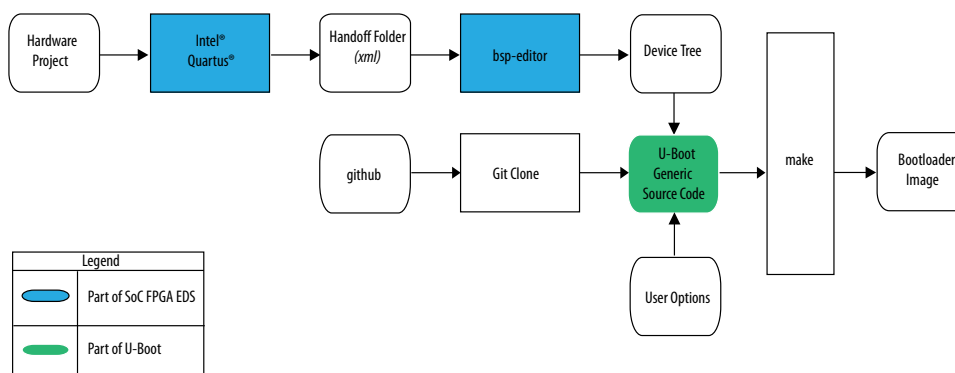 Hardware
Project
Intel®
Quartus®
Handoff Folder
(xml)
bsp-editor
Device Tree
github
Git Clone
U-Boot
Generic
Source Code
make
Bootloader
Image
User Options
Legend
Part of SoC FPGA EDS
Part of U-Boot